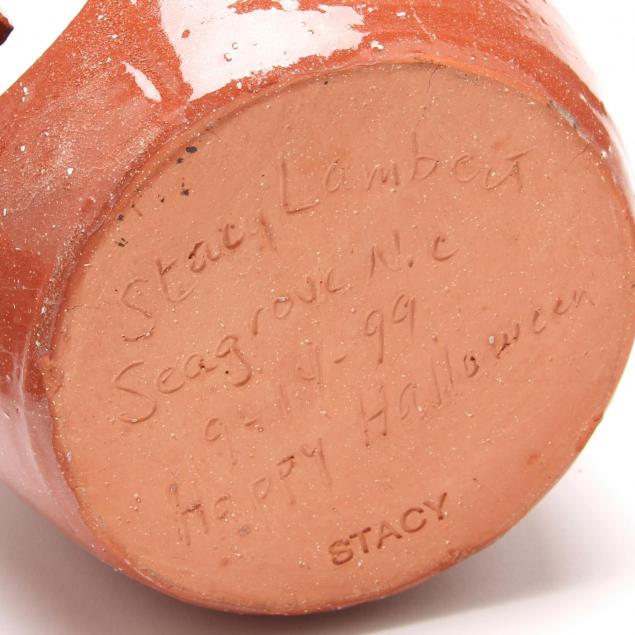 Stacy Lambert
Seagrove N.C
9-14-99
Happy Halloween
STACY